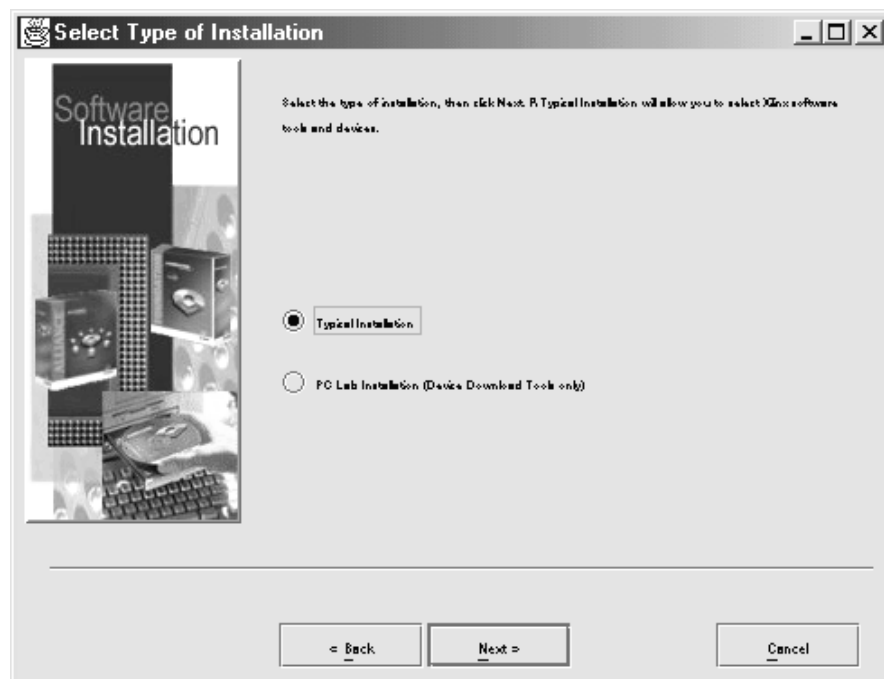 Select Type of Installation
Software
Installation
Select the type of installation, then click Next. A Typical Installation will allow you to select Xilinx software
tools and devices.
ALLIANCE
Typical Installation
PC Lab Installation (Device Download Tools only)
< Back
Next >
Cancel